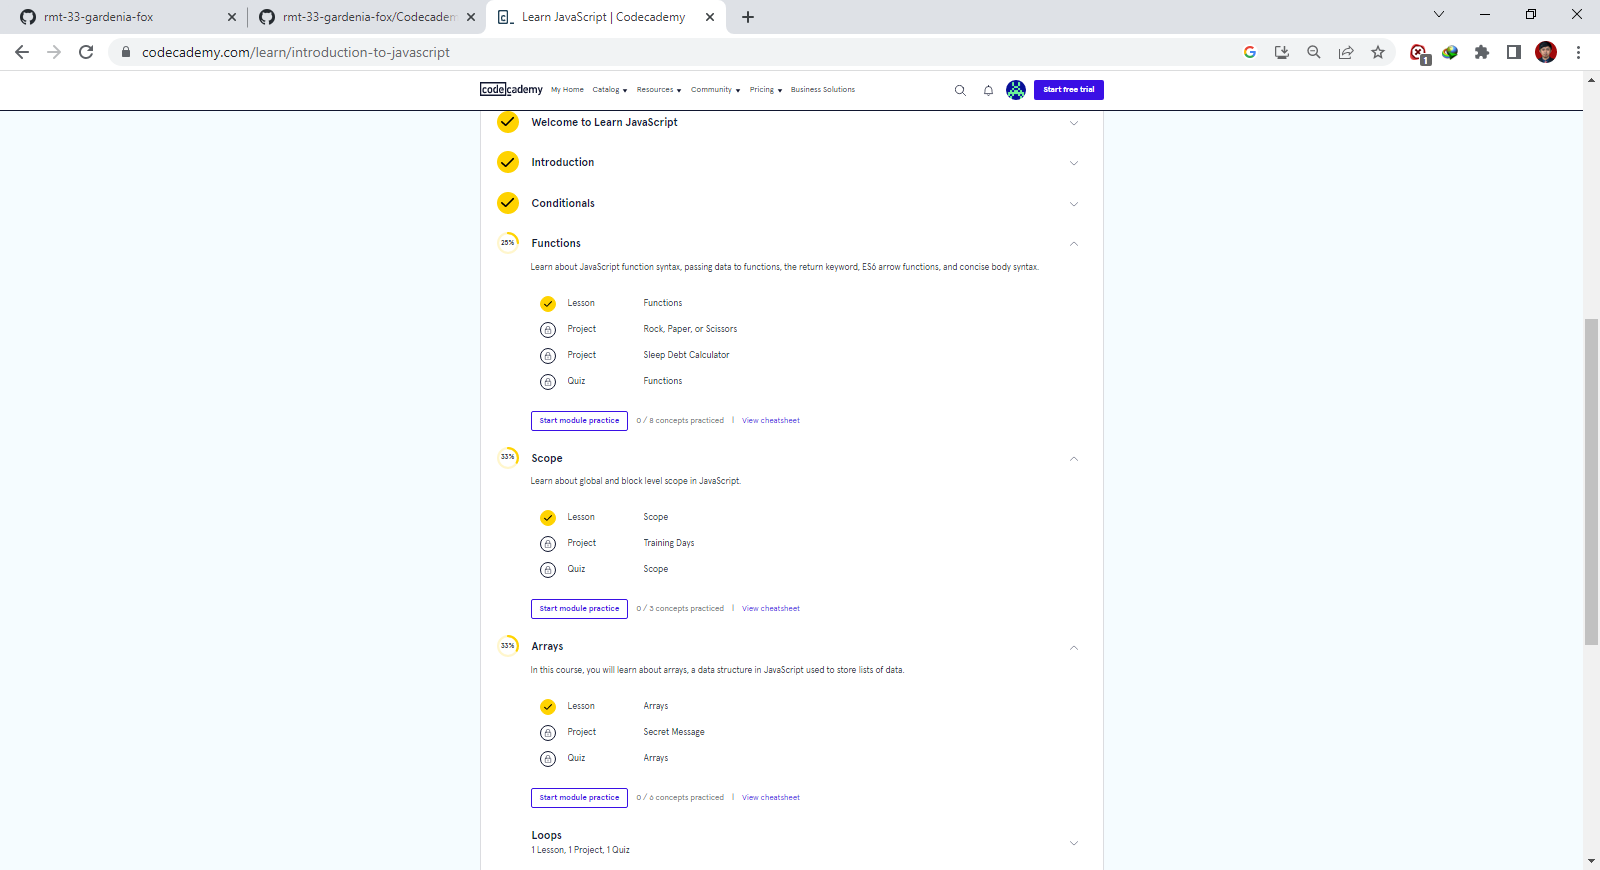 rmt-33-gardenia-fox
rmt-33-gardenia-fox/Codecadem
Learn JavaScript | Codecademy
codecademy.com/learn/introduction-to-javascript
1
codecademy My Home Catalog Resources Community Pricing Business Solutions Start free trial
Welcome to Learn JavaScript
Introduction
Conditionals
25% Functions
Learn about JavaScript function syntax, passing data to functions, the return keyword, ES6 arrow functions, and concise body syntax.
Lesson Functions
Project Rock, Paper, or Scissors
Project Sleep Debt Calculator
Quiz Functions
Start module practice 0 / 8 concepts practiced | View cheatsheet
33% Scope
Learn about global and block level scope in JavaScript.
Lesson Scope
Project Training Days
Quiz Scope
Start module practice 0 / 3 concepts practiced | View cheatsheet
33% Arrays
In this course, you will learn about arrays, a data structure in JavaScript used to store lists of data.
Lesson Arrays
Project Secret Message
Quiz Arrays
Start module practice 0 / 6 concepts practiced | View cheatsheet
Loops
1 Lesson, 1 Project, 1 Quiz